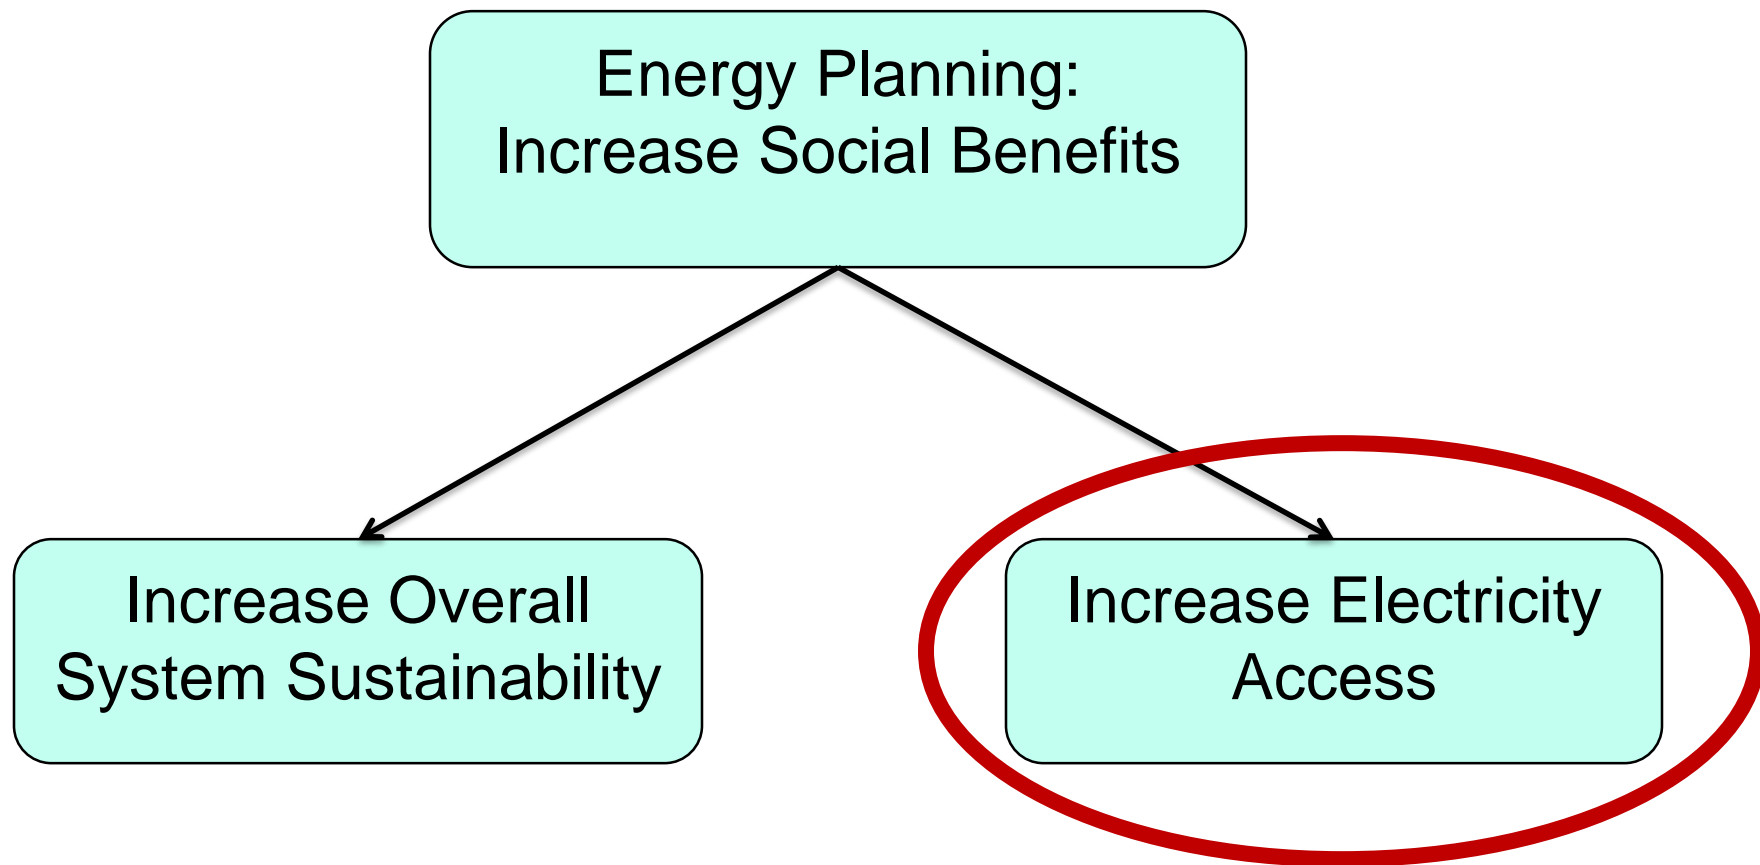 Energy Planning:
Increase Social Benefits
Increase Overall
System Sustainability
Increase Electricity
Access